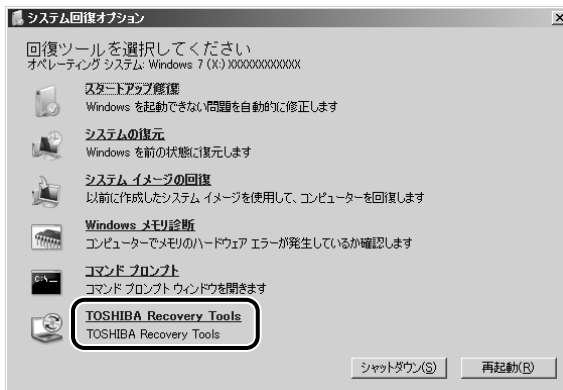 システム回復オプション
回復ツールを選択してください
オペレーティング システム: Windows 7 (X:) XXXXXXXXXXXX
スタートアップ修復
Windows を起動できない問題を自動的に修正します
システムの復元
Windows を前の状態に復元します
システム イメージの回復
以前に作成したシステム イメージを使用して、コンピューターを回復します
Windows メモリ診断
コンピューターでメモリのハードウェア エラーが発生しているか確認します
コマンド プロンプト
コマンド プロンプト ウィンドウを開きます
TOSHIBA Recovery Tools
TOSHIBA Recovery Tools
シャットダウン(S) 再起動(R)